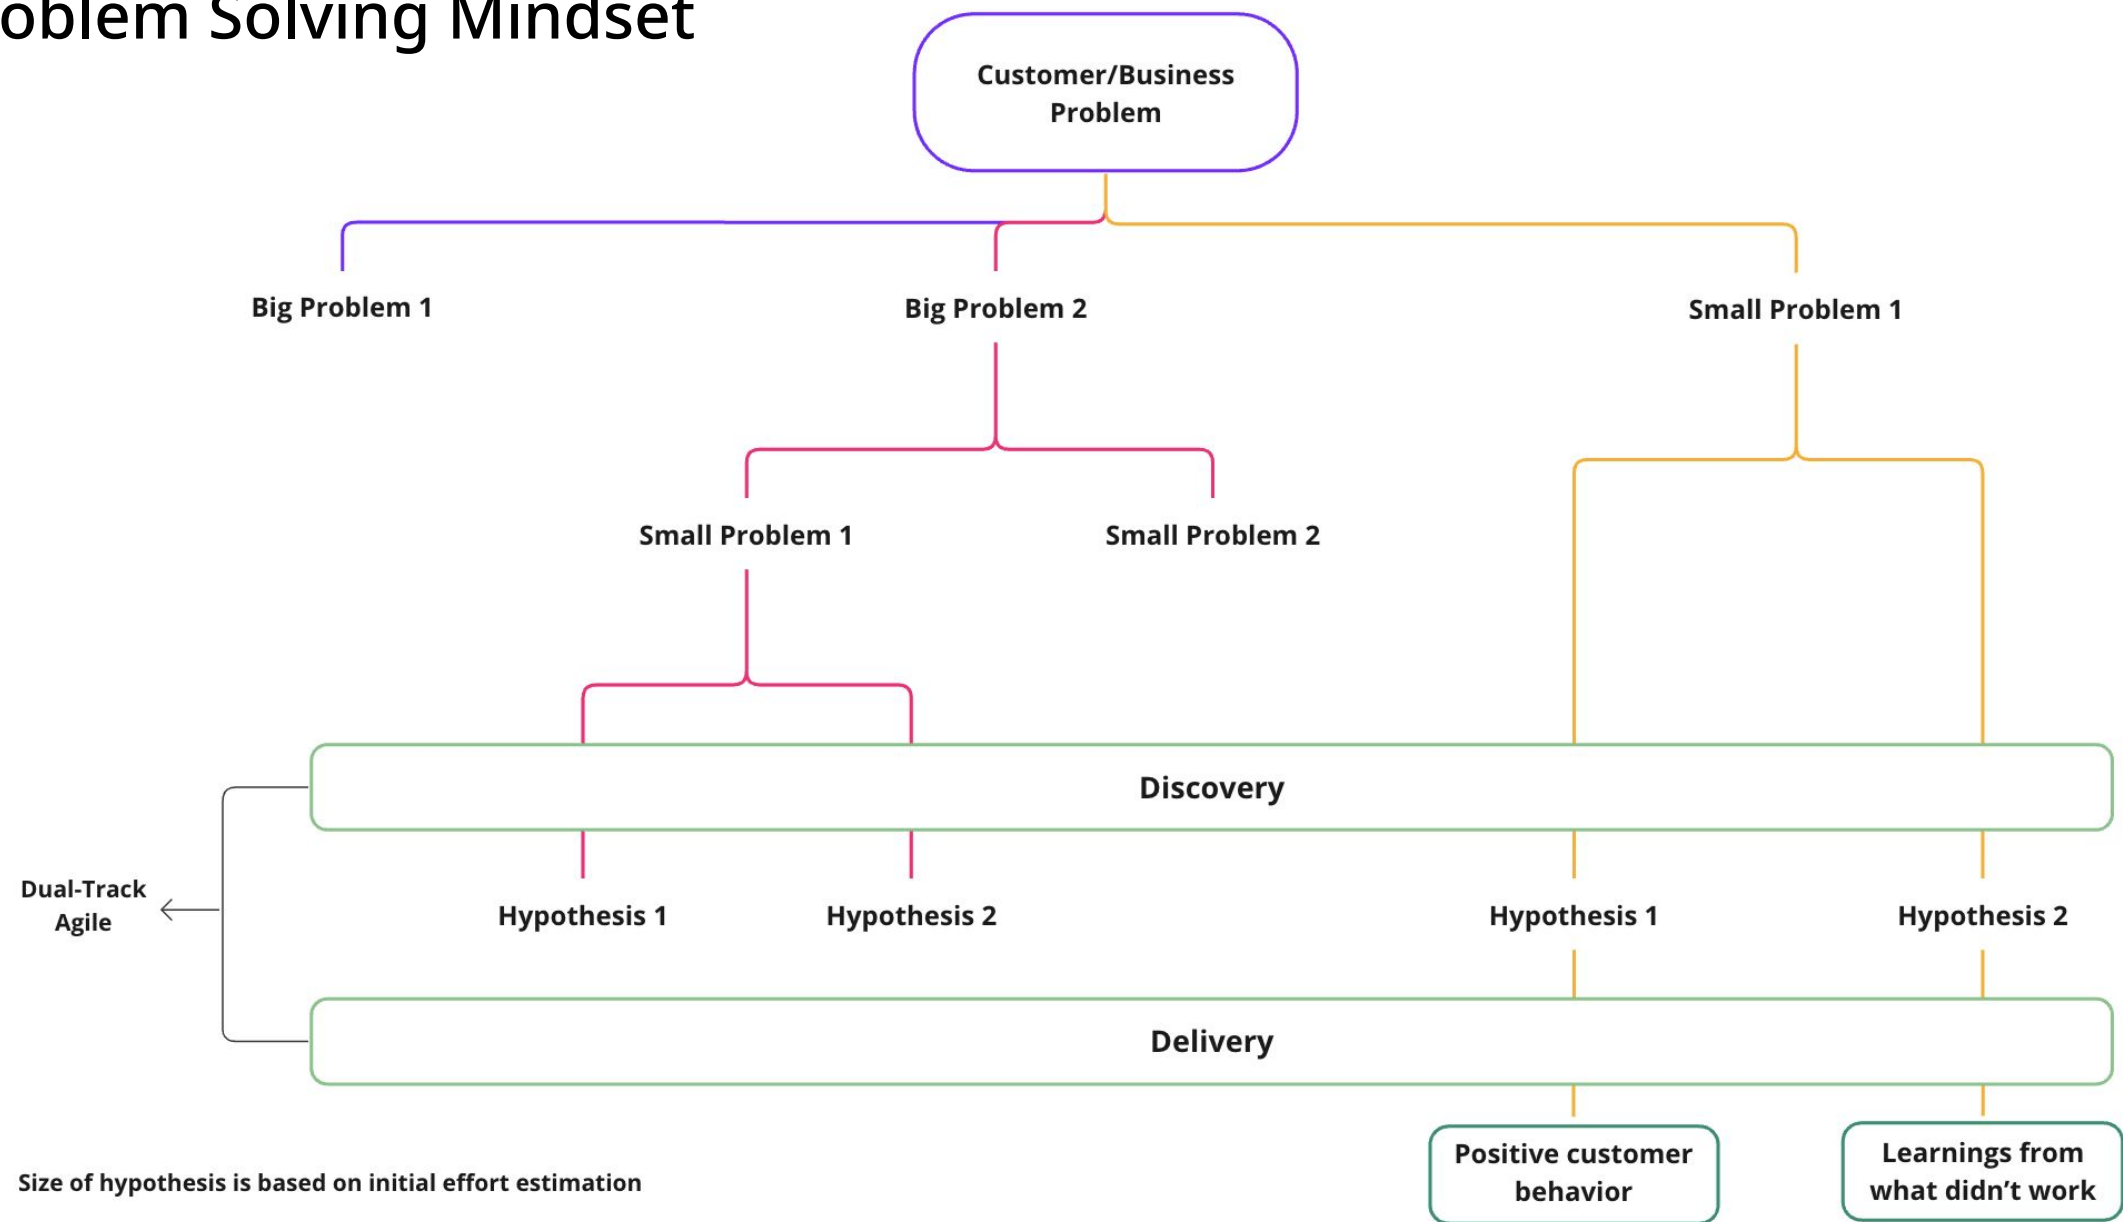 oblem Solving Mindset
Customer/Business
Problem
Big Problem 1
Big Problem 2
Small Problem 1
Small Problem 1
Small Problem 2
Discovery
Dual-Track
Agile
Hypothesis 1
Hypothesis 2
Hypothesis 1
Hypothesis 2
Delivery
Positive customer
behavior
Learnings from
what didn’t work
Size of hypothesis is based on initial effort estimation